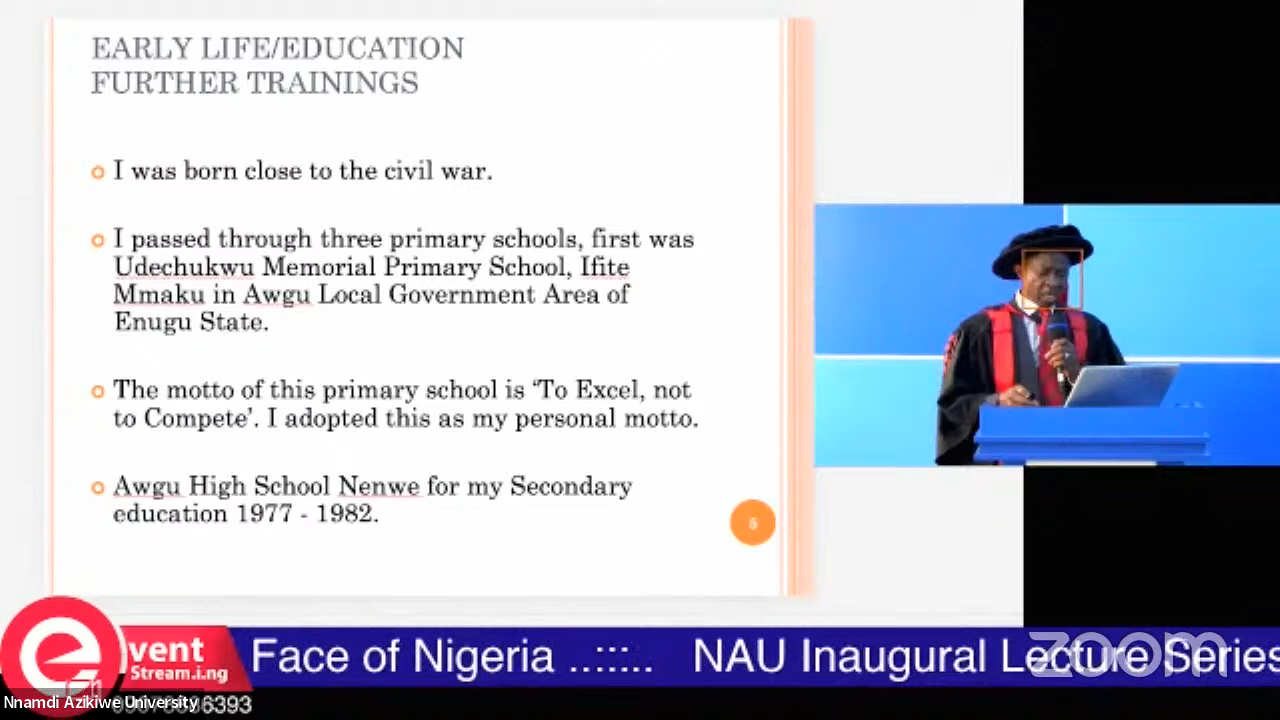 EARLY LIFE/EDUCATION
FURTHER TRAININGS
I was born close to the civil war.
I passed through three primary schools, first was
Udechukwu Memorial Primary School, Ifite
Mmaku in Awgu Local Government Area of
Enugu State.
The motto of this primary school is ‘To Excel, not
to Compete’. I adopted this as my personal motto.
Awgu High School Nenwe for my Secondary
education 1977 - 1982.
5
event
Stream.i.ng
Face of Nigeria ..:::.. NAU Inaugural Lecture Series
zoom
Nnamdi Azikiwe University